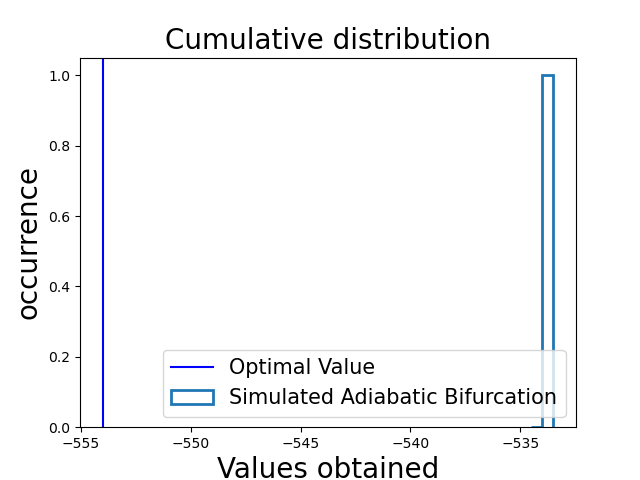 Cumulative distribution
occurrence
1.0
0.8
0.6
0.4
0.2
0.0
Optimal Value
Simulated Adiabatic Bifurcation
−555 −550 −545 −540 −535
Values obtained